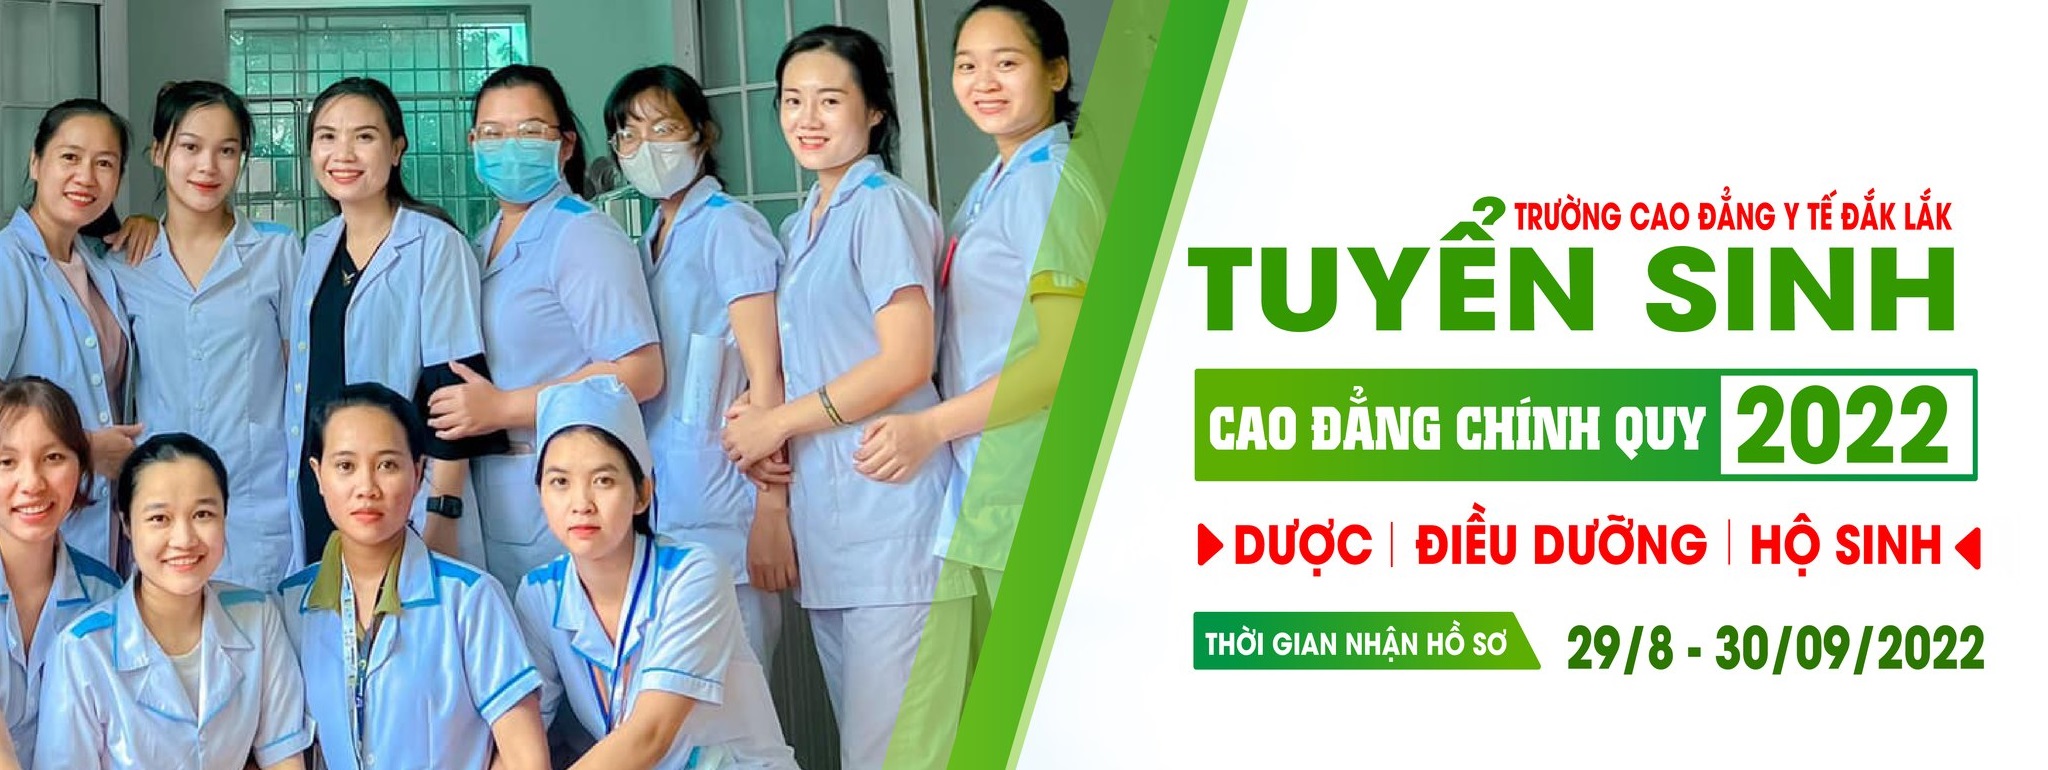 TRƯỜNG CAO ĐẲNG Y TẾ ĐẮK LẮK
TUYỂN SINH
CAO ĐẲNG CHÍNH QUY 2022
DƯỢC | ĐIỀU DƯỠNG | HỘ SINH
THỜI GIAN NHẬN HỒ SƠ 29/8 - 30/09/2022